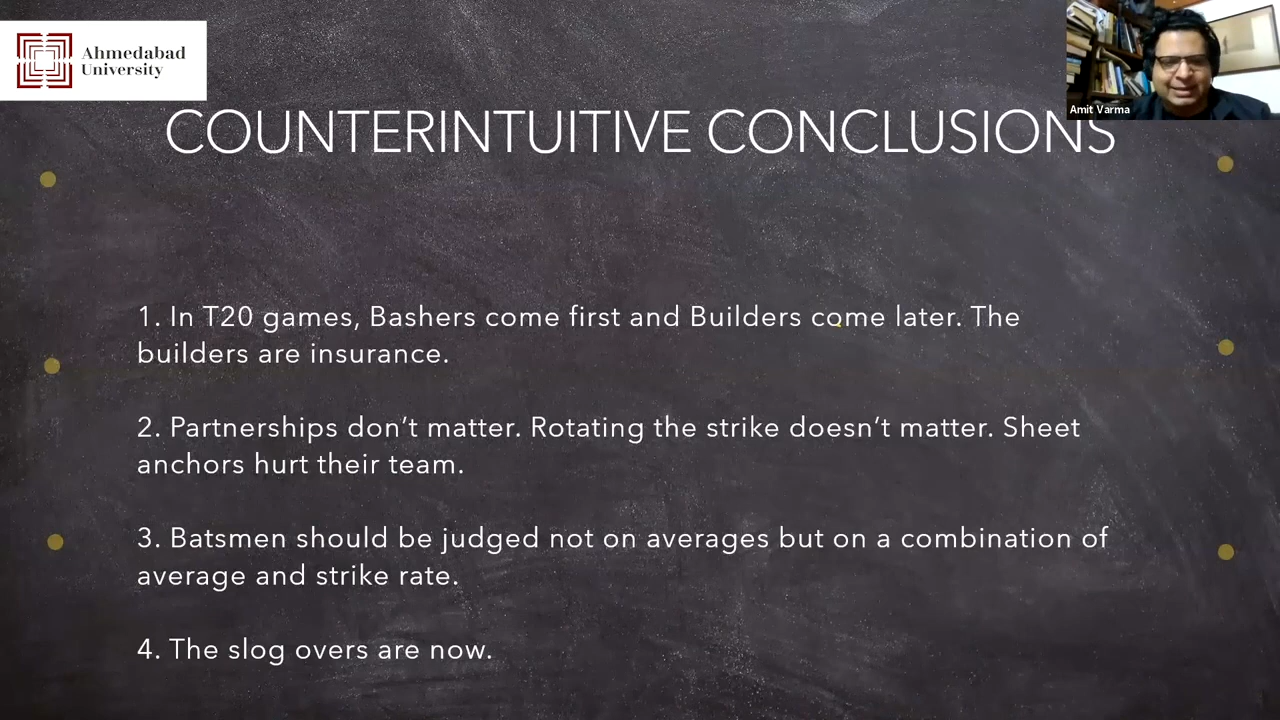 Ahmedabad
University
Amit Varma
COUNTERINTUITIVE CONCLUSIONS
1. In T20 games, Bashers come first and Builders come later. The
builders are insurance.
2. Partnerships don’t matter. Rotating the strike doesn’t matter. Sheet
anchors hurt their team.
3. Batsmen should be judged not on averages but on a combination of
average and strike rate.
4. The slog overs are now.